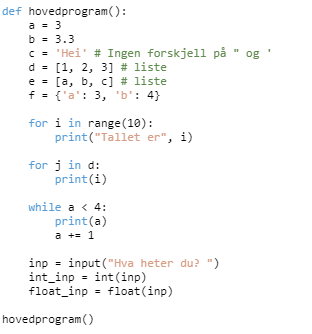 def hovedprogram():
    a = 3
    b = 3.3
    c = 'Hei' # Ingen forskjell på " og '
    d = [1, 2, 3] # liste
    e = [a, b, c] # liste
    f = {'a': 3, 'b': 4}

    for i in range(10):
        print("Tallet er", i)

    for j in d:
        print(i)

    while a < 4:
        print(a)
        a += 1

    inp = input("Hva heter du? ")
    int_inp = int(inp)
    float_inp = float(inp)

hovedprogram()